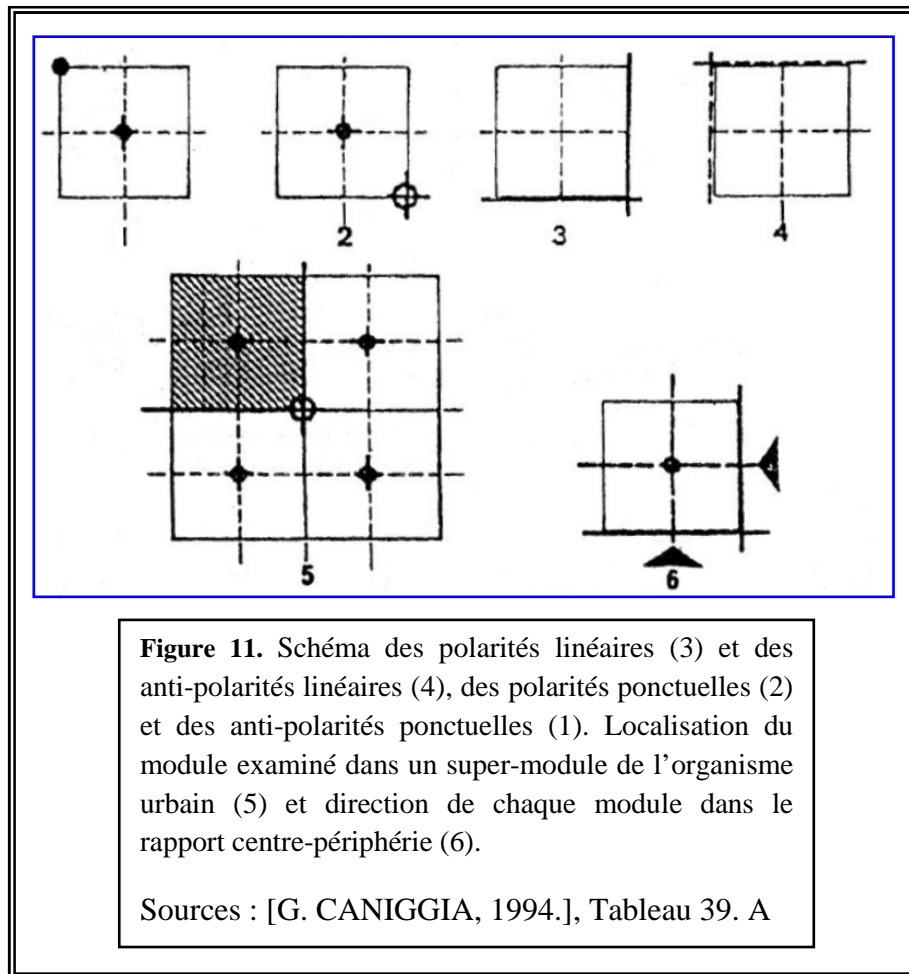 2
3
4
5
6
Figure 11. Schéma des polarités linéaires (3) et des
anti-polarités linéaires (4), des polarités ponctuelles (2)
et des anti-polarités ponctuelles (1). Localisation du
module examiné dans un super-module de l’organisme
urbain (5) et direction de chaque module dans le
rapport centre-périphérie (6).
Sources : [G. CANIGGIA, 1994.], Tableau 39. A